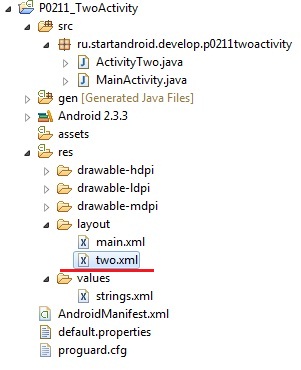 P0211_TwoActivity
src
ru.startandroid.develop.p0211twoactivity
ActivityTwo.java
MainActivity.java
gen [Generated Java Files]
Android 2.3.3
assets
res
drawable-hdpi
drawable-ldpi
drawable-mdpi
layout
main.xml
two.xml
values
strings.xml
AndroidManifest.xml
default.properties
proguard.cfg